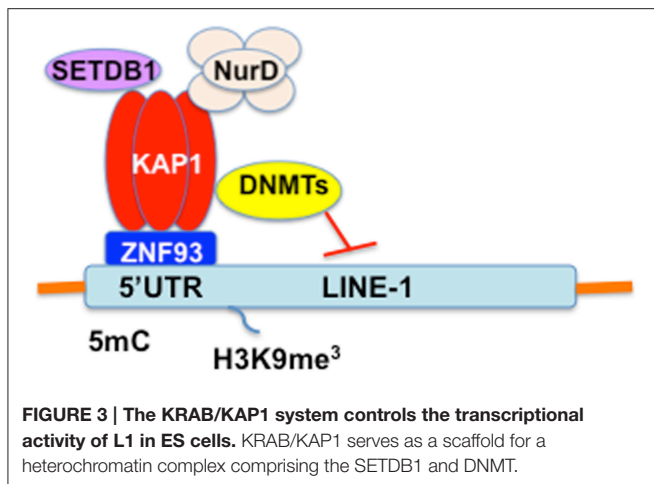 SETDB1
NurD
KAP1
DNMTs
ZNF93
5'UTR LINE-1
5mC
H3K9me³
FIGURE 3 | The KRAB/KAP1 system controls the transcriptional
activity of L1 in ES cells. KRAB/KAP1 serves as a scaffold for a
heterochromatin complex comprising the SETDB1 and DNMT.